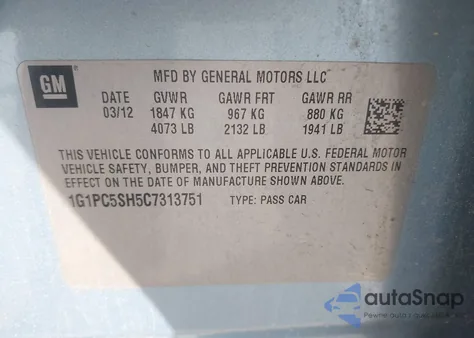 GM
MFD BY GENERAL MOTORS LLC
DATE GVWR GAWR FRT GAWR RR
03/12 1847 KG 967 KG 880 KG
4073 LB 2132 LB 1941 LB
THIS VEHICLE CONFORMS TO ALL APPLICABLE U.S. FEDERAL MOTOR
VEHICLE SAFETY, BUMPER, AND THEFT PREVENTION STANDARDS IN
EFFECT ON THE DATE OF MANUFACTURE SHOWN ABOVE.
1G1PC5SH5C7313751 TYPE: PASS CAR
autoSnap